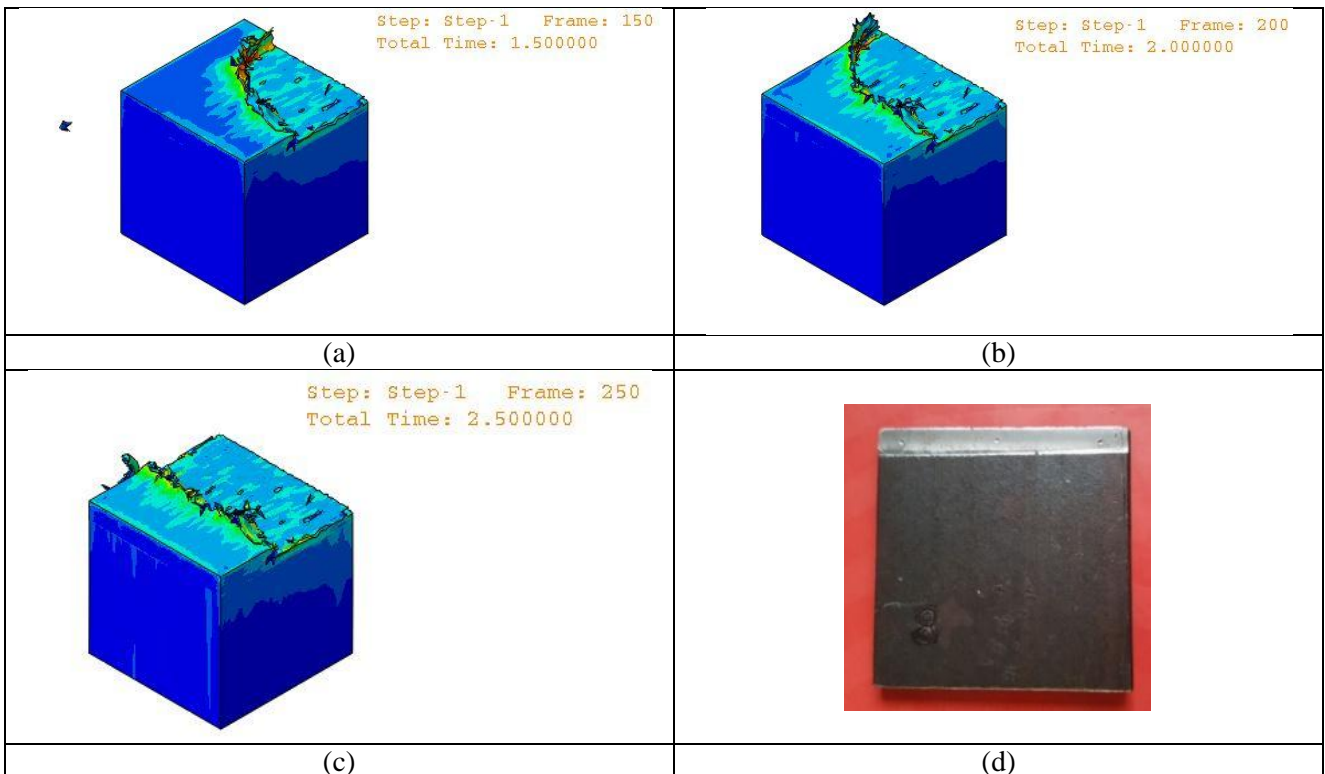 Step: Step-1 Frame: 150
Total Time: 1.500000
Step: Step-1 Frame: 200
Total Time: 2.000000
(a)
(b)
Step: Step-1 Frame: 250
Total Time: 2.500000
8
(c)
(d)